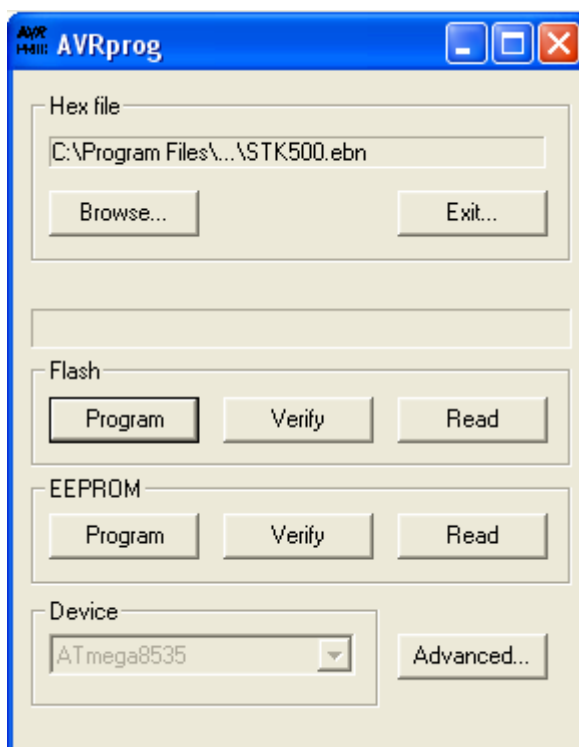 AVRprog
Hex file
C:\Program Files\...\STK500.ebn
Browse... Exit...
Flash
Program Verify Read
EEPROM
Program Verify Read
Device
ATmega8535 Advanced...